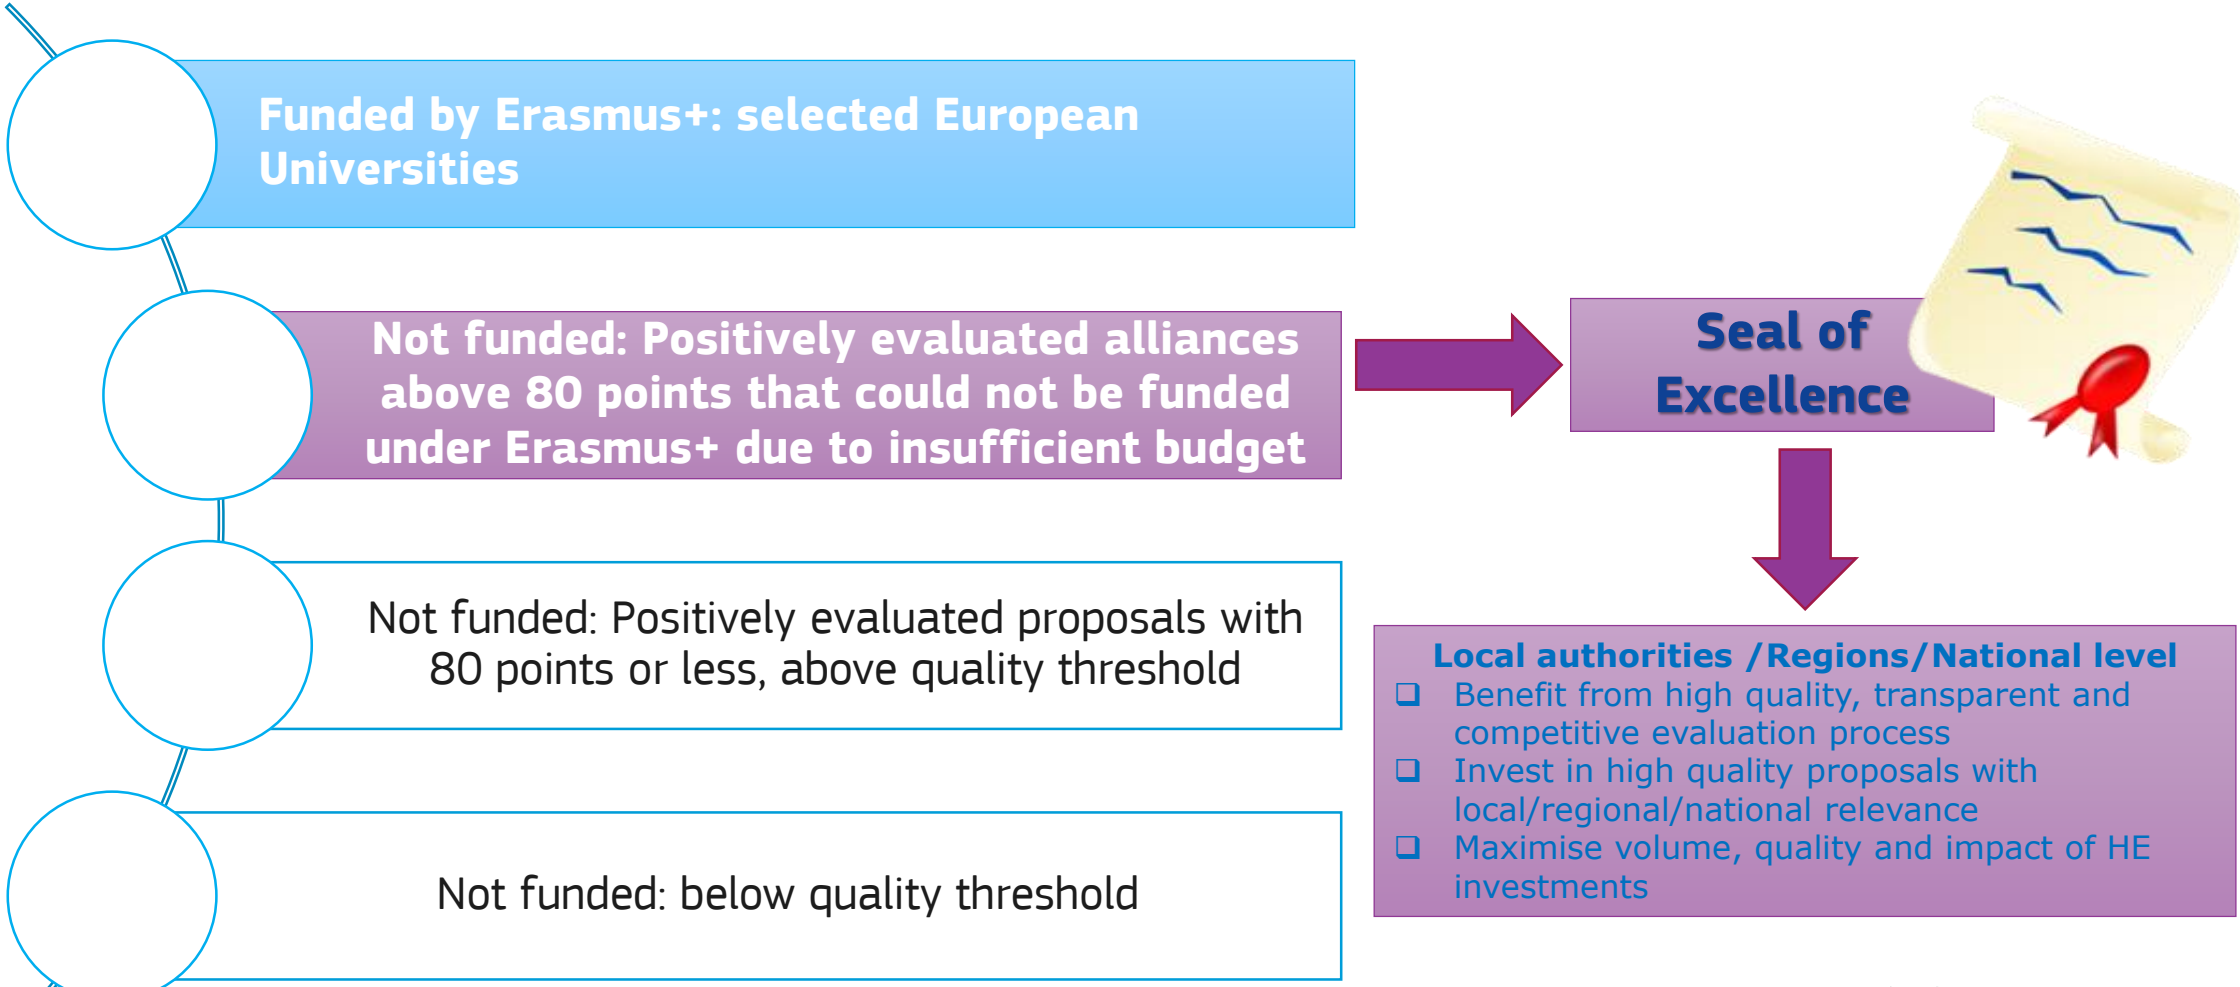 Funded by Erasmus+: selected European
Universities
Not funded: Positively evaluated alliances
above 80 points that could not be funded
under Erasmus+ due to insufficient budget
Seal of
Excellence
Not funded: Positively evaluated proposals with
80 points or less, above quality threshold
Not funded: below quality threshold
Local authorities /Regions/National level
❑ Benefit from high quality, transparent and
competitive evaluation process
❑ Invest in high quality proposals with
local/regional/national relevance
❑ Maximise volume, quality and impact of HE
investments